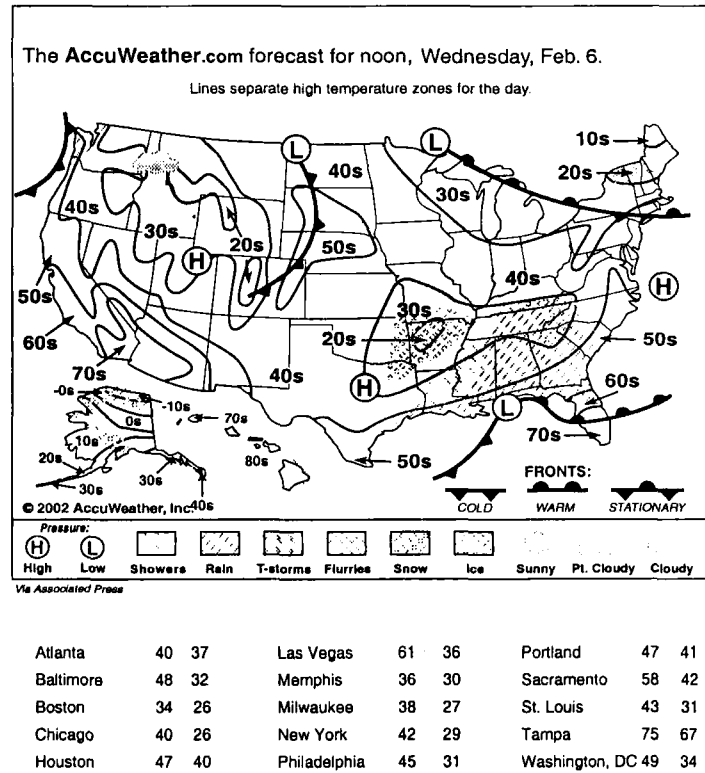 The AccuWeather.com forecast for noon, Wednesday, Feb. 6.
Lines separate high temperature zones for the day.
L
L
10s
40s
20s
30s
40s
30s
20s
50s
H
40s
H
50s
30s
60s
20s
50s
70s
40s
H
60s
-0s
-10s
0s
70s
L
70s
10s
80s
50s
20s
30s
30s
40s
FRONTS:
© 2002 AccuWeather, Inc.
COLD WARM STATIONARY
Pressure:
H L
High Low Showers Rain T-storms Flurries Snow Ice Sunny Pt. Cloudy Cloudy
Via Associated Press
Atlanta 40 37 Las Vegas 61 36 Portland 47 41
Baltimore 48 32 Memphis 36 30 Sacramento 58 42
Boston 34 26 Milwaukee 38 27 St. Louis 43 31
Chicago 40 26 New York 42 29 Tampa 75 67
Houston 47 40 Philadelphia 45 31 Washington, DC 49 34